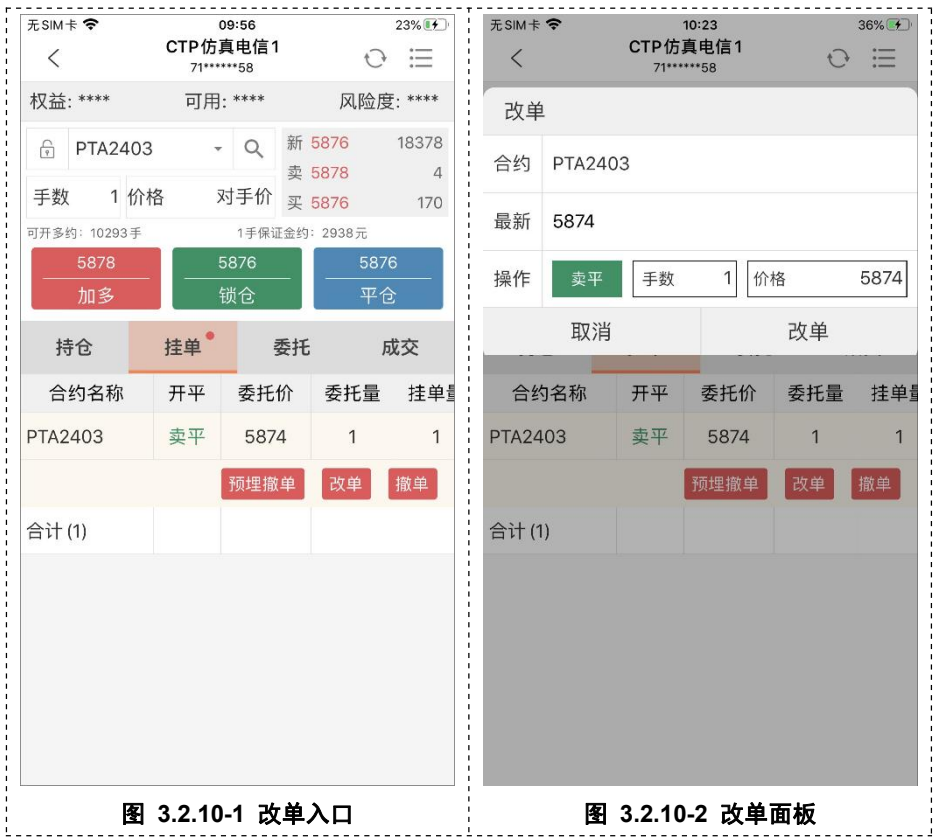 无SIM卡 09:56 23%
CTP仿真电信1
71******58
权益: **** 可用: **** 风险度: ****
PTA2403
新 5876 18378
卖 5878 4
手数 1 价格 对手价
买 5876 170
可开多约: 10293手 1手保证金约: 2938元
5878 5876 5876
加多 锁仓 平仓
持仓 挂单 委托 成交
合约名称 开平 委托价 委托量 挂单量
PTA2403 卖平 5874 1 1
预埋撤单 改单 撤单
合计(1)
图 3.2.10-1 改单入口
无SIM卡 10:23 36%
CTP仿真电信1
71******58
改单
合约 PTA2403
最新 5874
操作 卖平 手数 1 价格 5874
取消 改单
合约名称 开平 委托价 委托量 挂单量
PTA2403 卖平 5874 1 1
预埋撤单 改单 撤单
合计(1)
图 3.2.10-2 改单面板